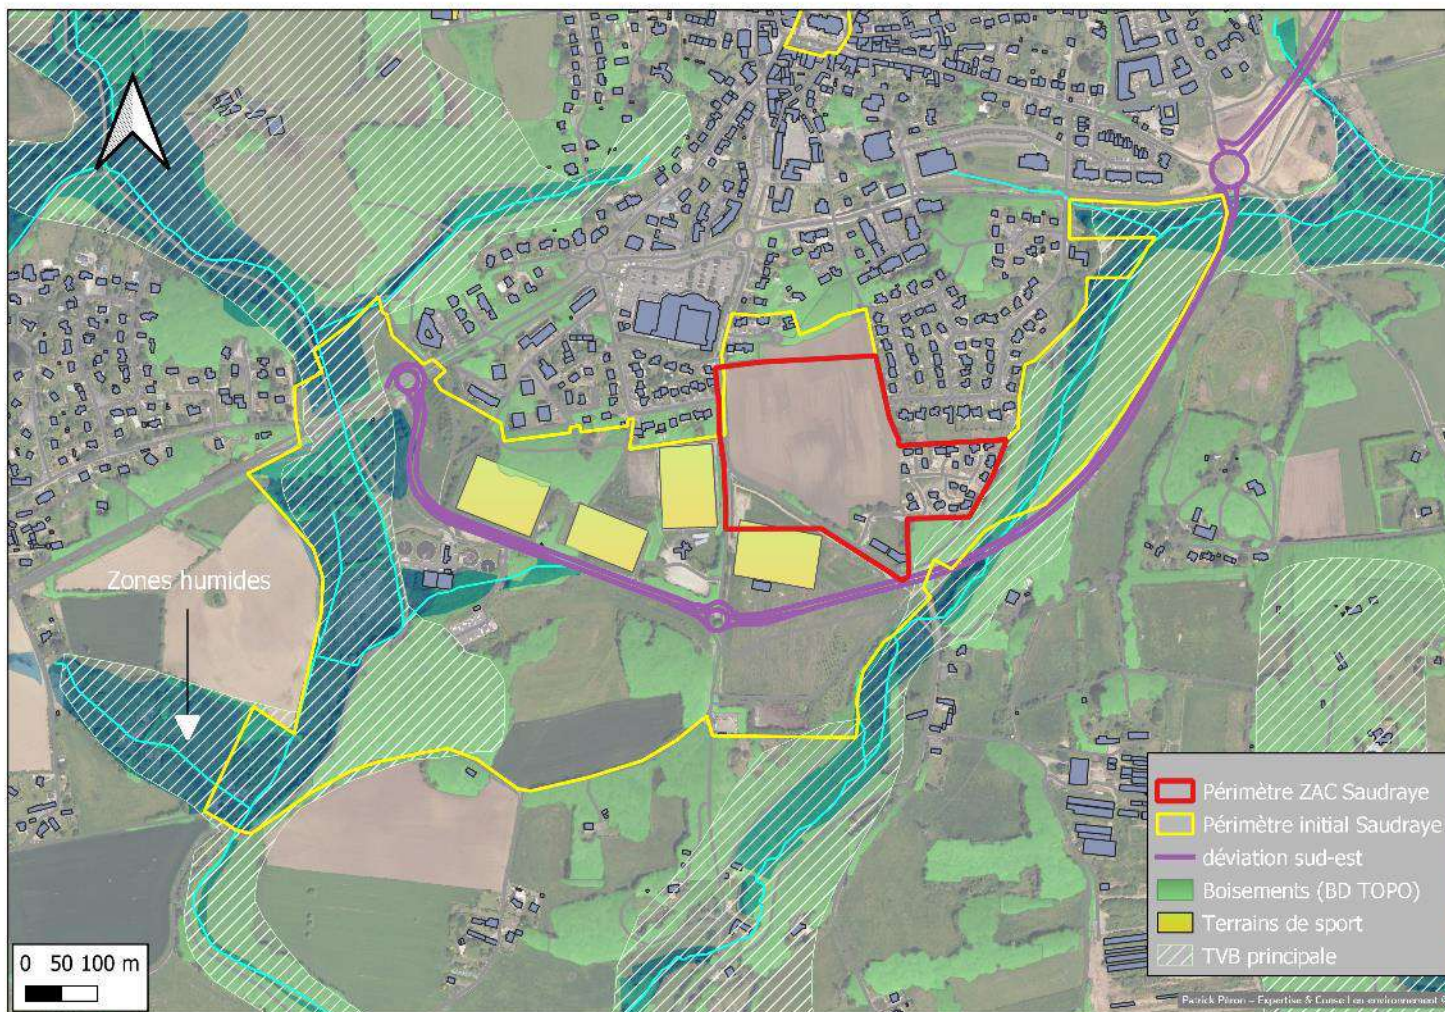 Zones humides
Périmètre ZAC Saudraye
Périmètre initial Saudraye
déviation sud-est
Boisements (BD TOPO)
Terrains de sport
TVB principale
0 50 100 m
Patrick Péron – Expertise & Conseil en environnement ©